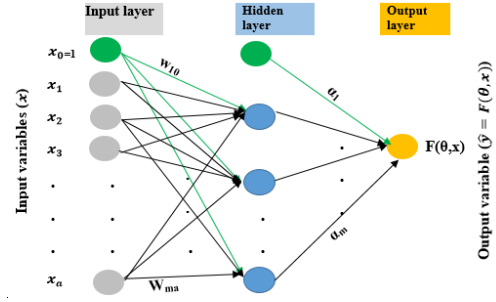 Input layer
Hidden layer
Output layer
Input variables (x)
x₀₌₁
x₁
x₂
x₃
xₐ
w₁₀
Wₘₐ
α₁
αₘ
F(θ,x)
Output variable (ŷ = F(θ, x))